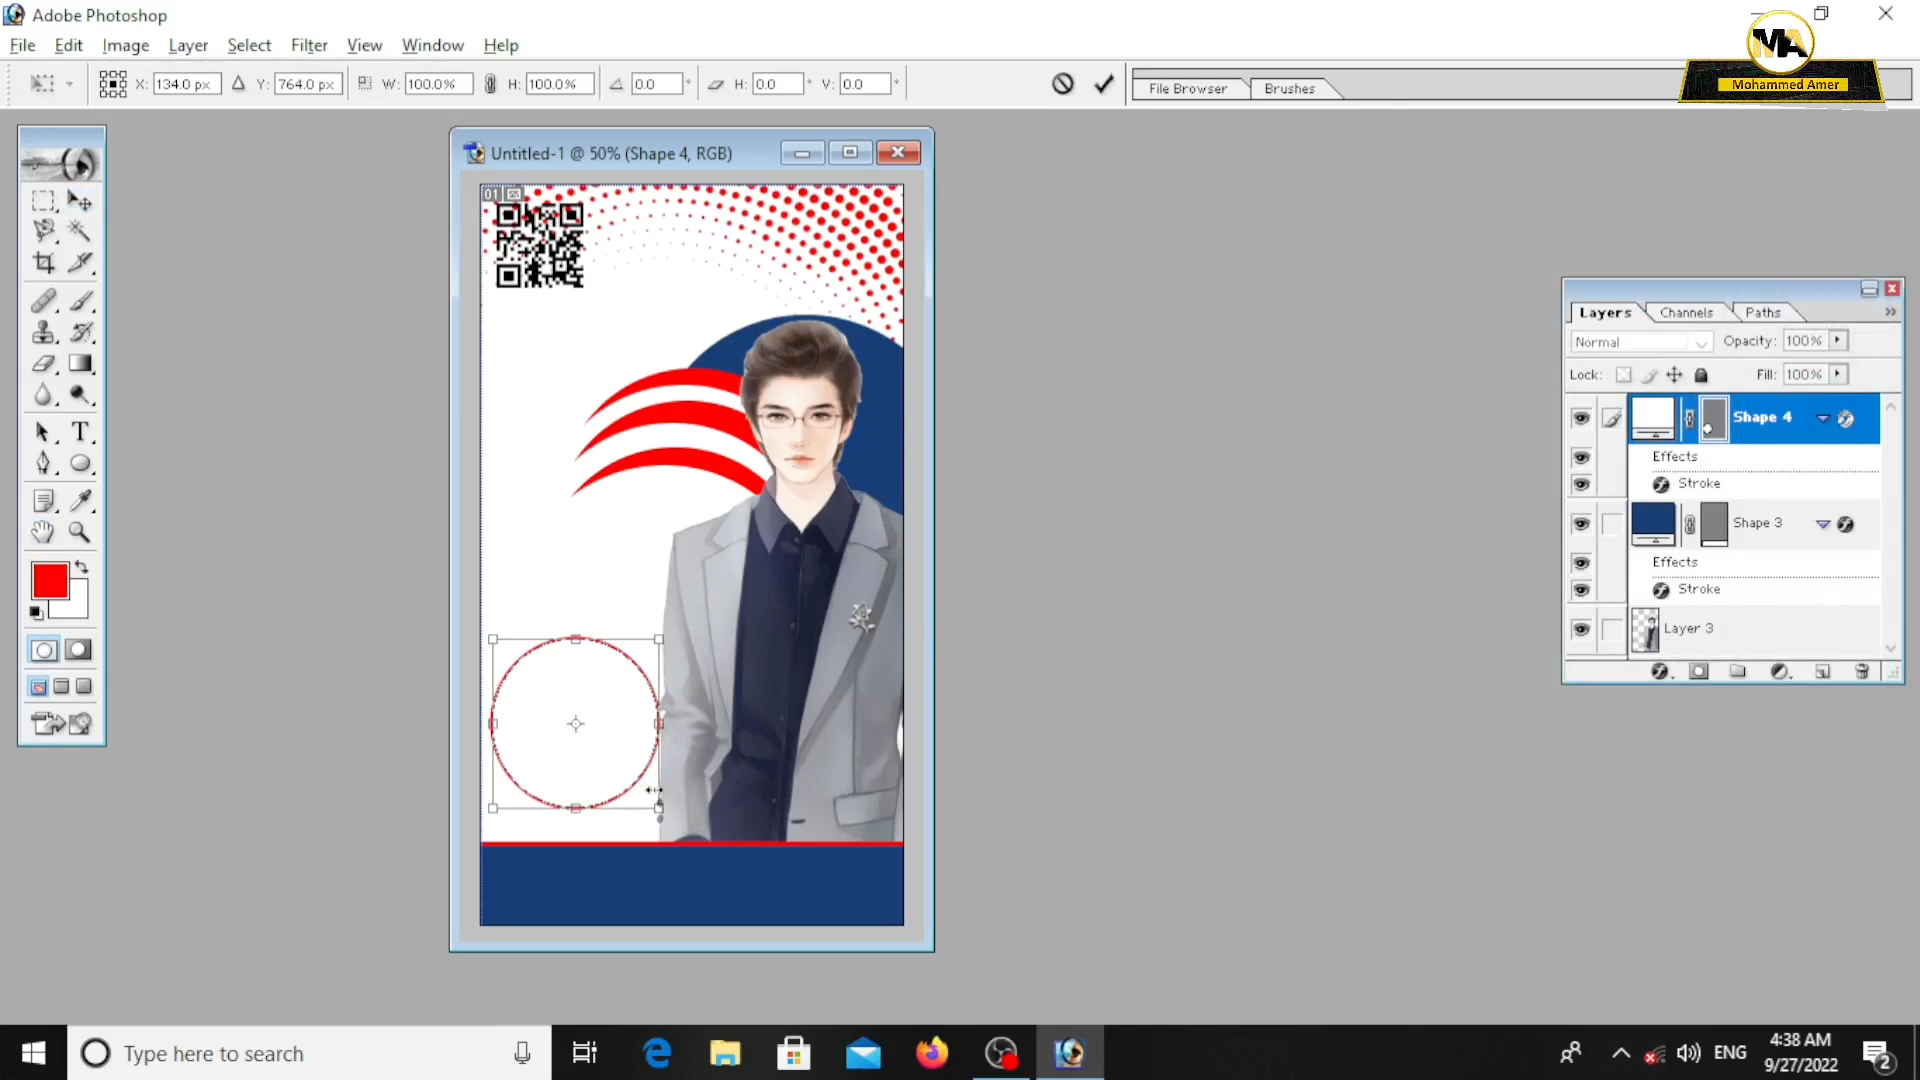 Adobe Photoshop
File Edit Image Layer Select Filter View Window Help
X: 134.0 px Y: 764.0 px W: 100.0% H: 100.0% 0.0 ° H: 0.0 ° V: 0.0 °
File Browser Brushes
MA
Mohammed Amer
Untitled-1 @ 50% (Shape 4, RGB)
01
T
Layers Channels Paths
Normal Opacity: 100%
Lock: Fill: 100%
Shape 4
Effects
Stroke
Shape 3
Effects
Stroke
Layer 3
Type here to search
ENG
4:38 AM
9/27/2022
2